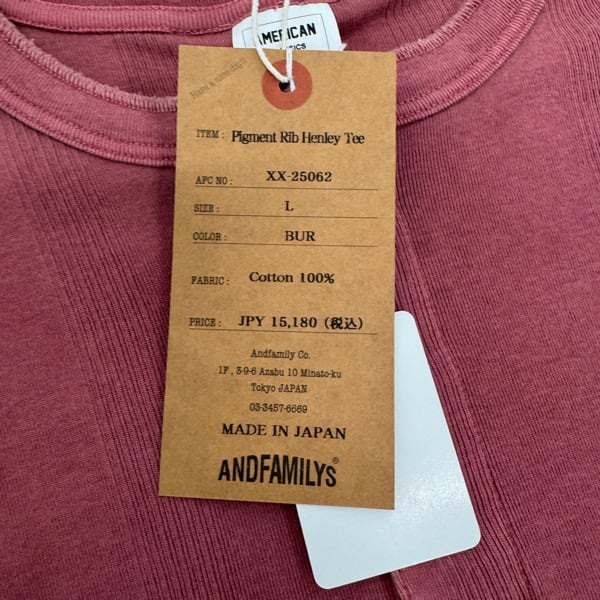 AMERICAN
Have a nice day!!
ITEM : Pigment Rib Henley Tee
AFC NO : XX-25062
SIZE : L
COLOR : BUR
FABRIC : Cotton 100%
PRICE : JPY 15,180 (税込)
Andfamily Co.
1F , 3-9-6 Azabu 10 Minato-ku
Tokyo JAPAN
03-3457-6669
MADE IN JAPAN
ANDFAMILYS®